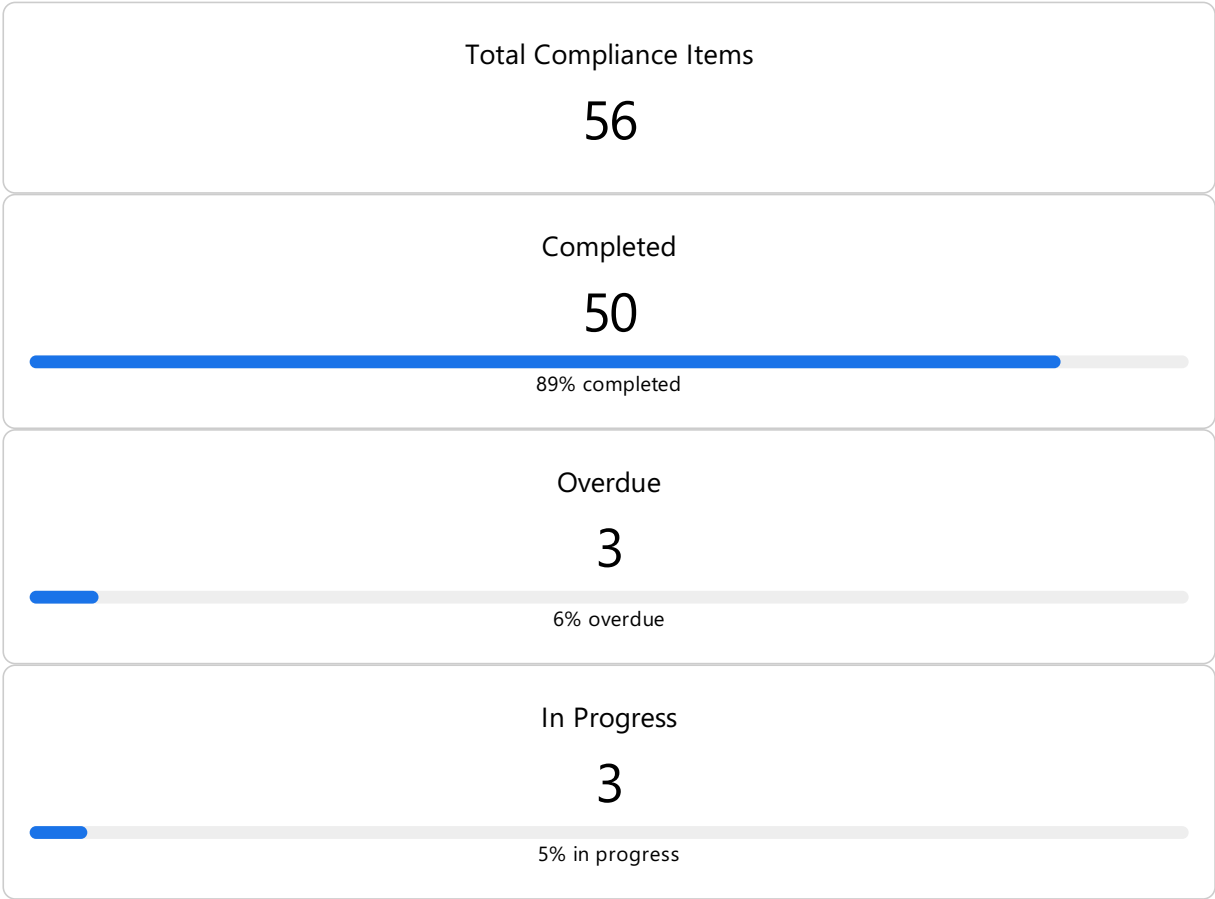 Total Compliance Items
56
Completed
50
89% completed
Overdue
3
6% overdue
In Progress
3
5% in progress